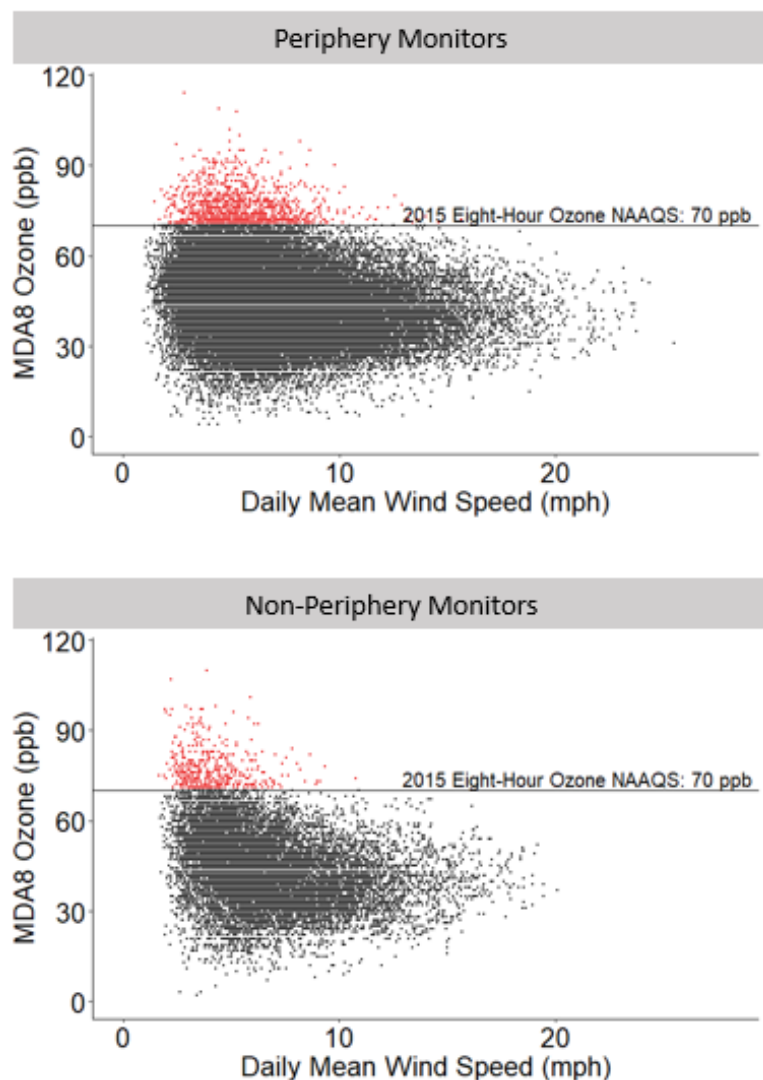 Periphery Monitors
120
90
60
30
0
MDA8 Ozone (ppb)
2015 Eight-Hour Ozone NAAQS: 70 ppb
0 10 20
Daily Mean Wind Speed (mph)
Non-Periphery Monitors
120
90
60
30
0
MDA8 Ozone (ppb)
2015 Eight-Hour Ozone NAAQS: 70 ppb
0 10 20
Daily Mean Wind Speed (mph)